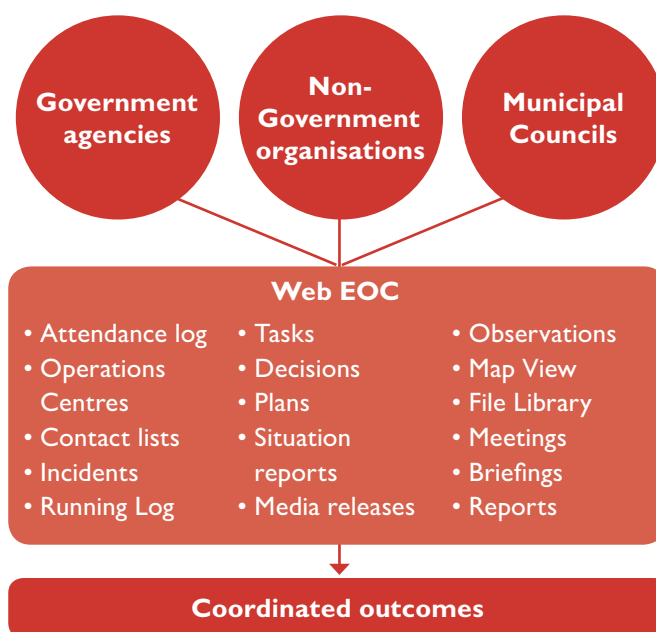 Government
agencies
Non-
Government
organisations
Municipal
Councils
Web EOC
• Attendance log
• Operations
Centres
• Contact lists
• Incidents
• Running Log
• Tasks
• Decisions
• Plans
• Situation
reports
• Media releases
• Observations
• Map View
• File Library
• Meetings
• Briefings
• Reports
Coordinated outcomes